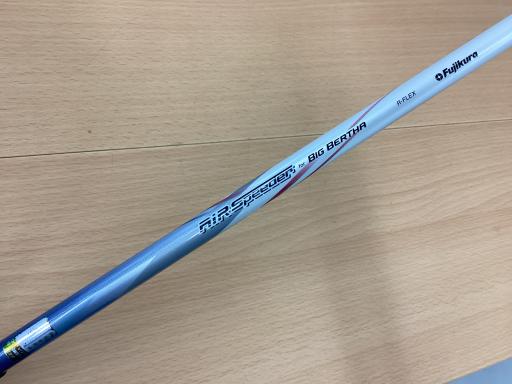 AiR Speeder for BIG BERTHA
R-FLEX
Fujikura